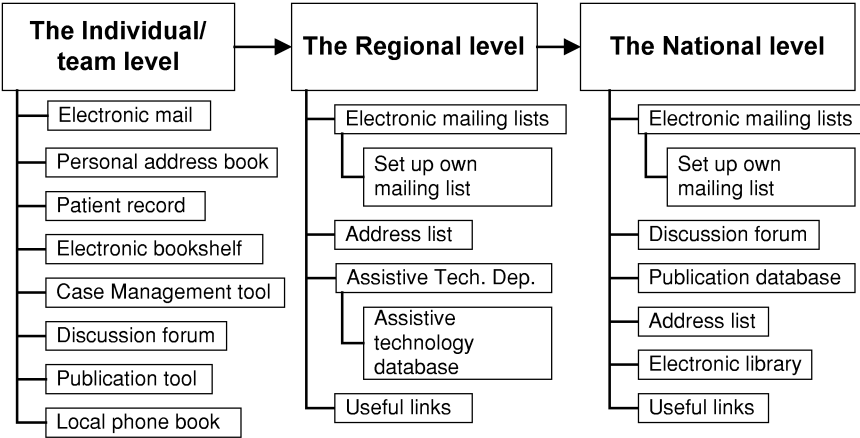 The Individual/
team level
Electronic mail
Personal address book
Patient record
Electronic bookshelf
Case Management tool
Discussion forum
Publication tool
Local phone book
The Regional level
Electronic mailing lists
Set up own
mailing list
Address list
Assistive Tech. Dep.
Assistive
technology
database
Useful links
The National level
Electronic mailing lists
Set up own
mailing list
Discussion forum
Publication database
Address list
Electronic library
Useful links